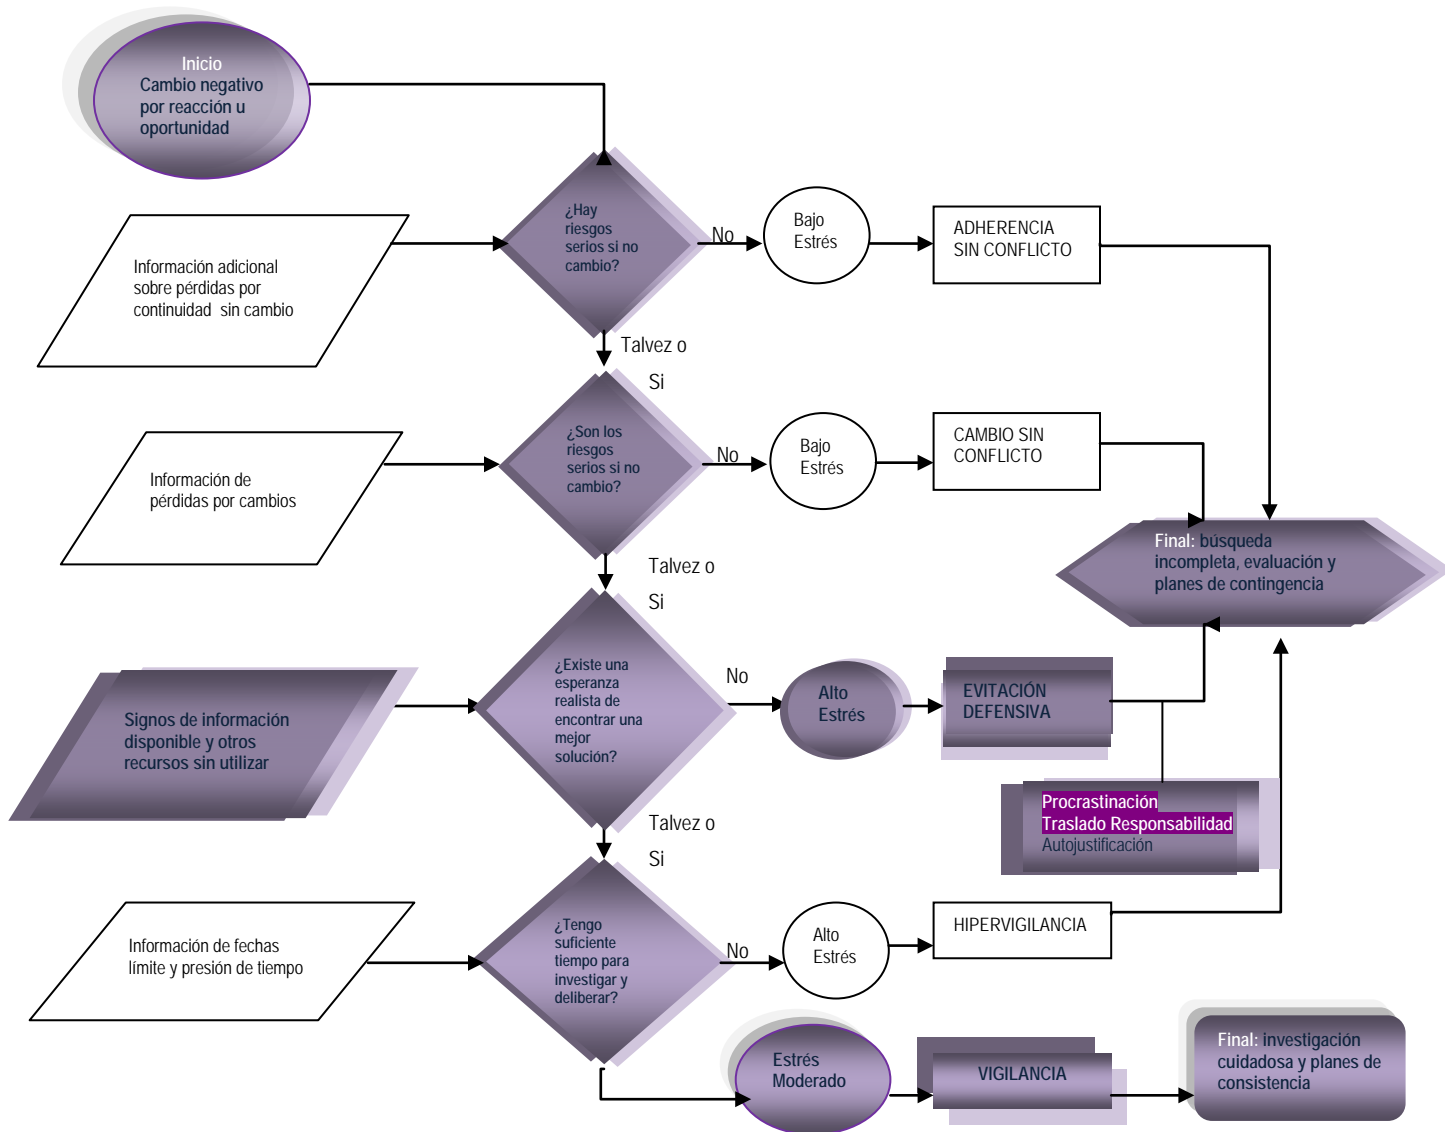 Inicio
Cambio negativo
por reacción u
oportunidad
¿Hay
riesgos
serios si no
cambio?
No
Bajo
Estrés
ADHERENCIA
SIN CONFLICTO
Información adicional
sobre pérdidas por
continuidad sin cambio
Talvez o
Si
¿Son los
riesgos
serios si no
cambio?
No
Bajo
Estrés
CAMBIO SIN
CONFLICTO
Información de
pérdidas por cambios
Final: búsqueda
incompleta, evaluación y
planes de contingencia
Talvez o
Si
¿Existe una
esperanza
realista de
encontrar una
mejor
solución?
No
Alto
Estrés
EVITACIÓN
DEFENSIVA
Signos de información
disponible y otros
recursos sin utilizar
Procrastinación
Traslado Responsabilidad
Autojustificación
Talvez o
Si
¿Tengo
suficiente
tiempo para
investigar y
deliberar?
No
Alto
Estrés
HIPERVIGILANCIA
Información de fechas
límite y presión de tiempo
Estrés
Moderado
VIGILANCIA
Final: investigación
cuidadosa y planes de
consistencia